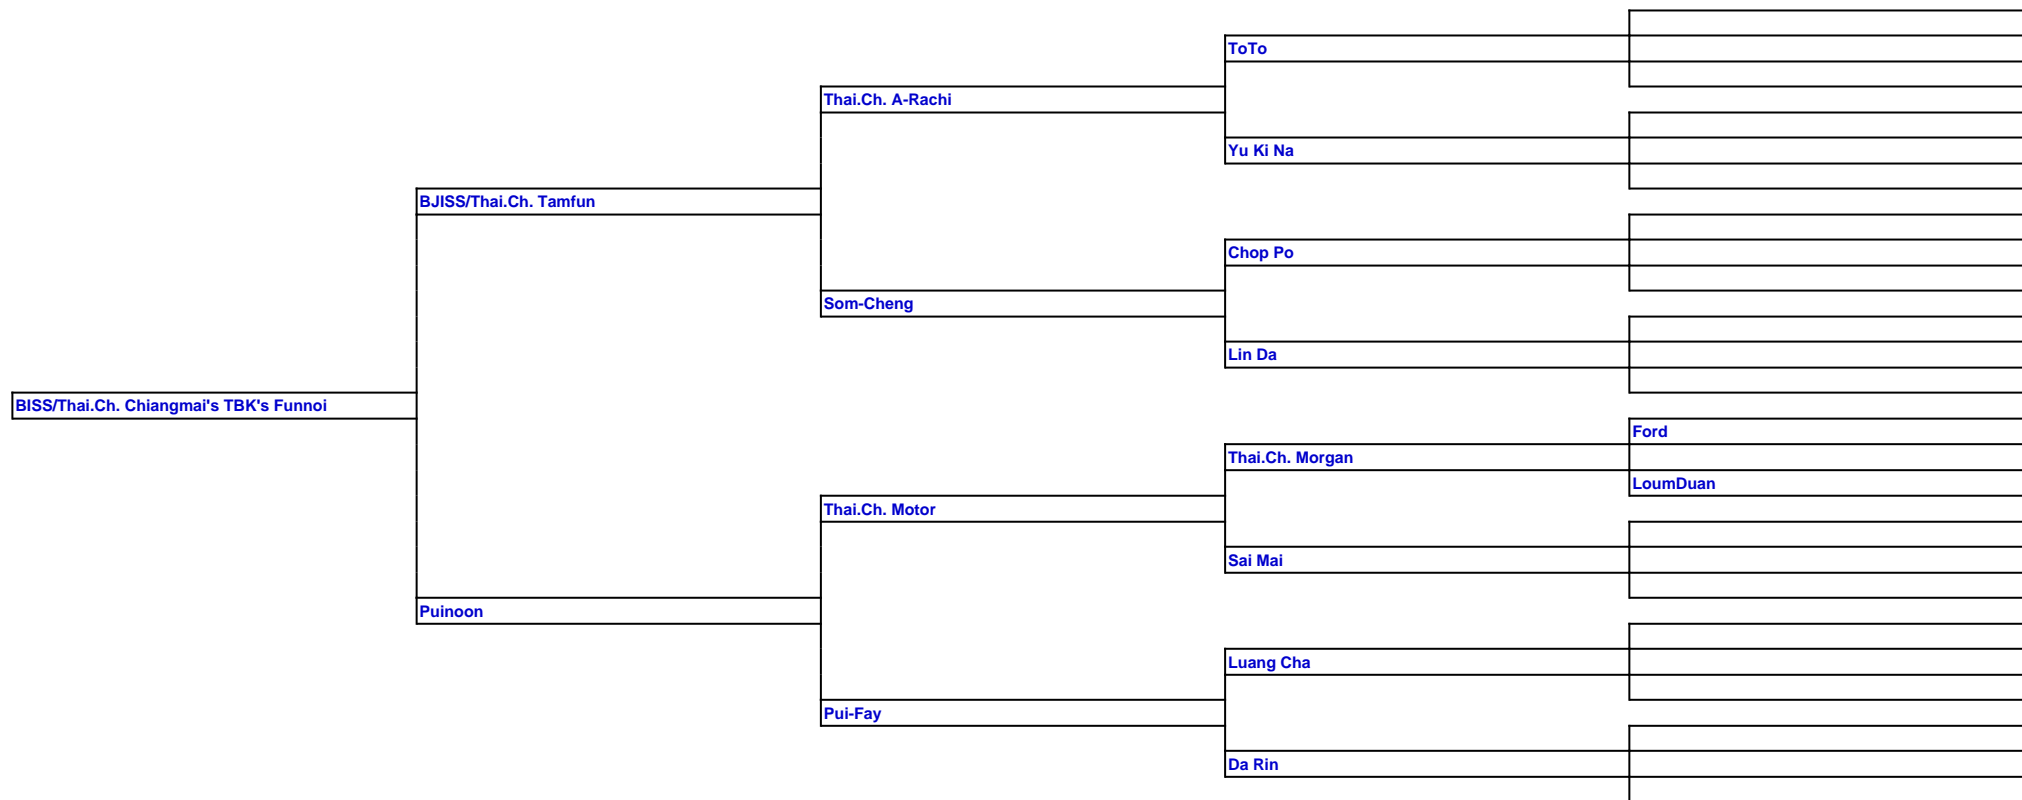 ToTo
Thai.Ch. A-Rachi
Yu Ki Na
BJISS/Thai.Ch. Tamfun
Chop Po
Som-Cheng
Lin Da
BISS/Thai.Ch. Chiangmai's TBK's Funnoi
Ford
Thai.Ch. Morgan
LoumDuan
Thai.Ch. Motor
Sai Mai
Puinoon
Luang Cha
Pui-Fay
Da Rin